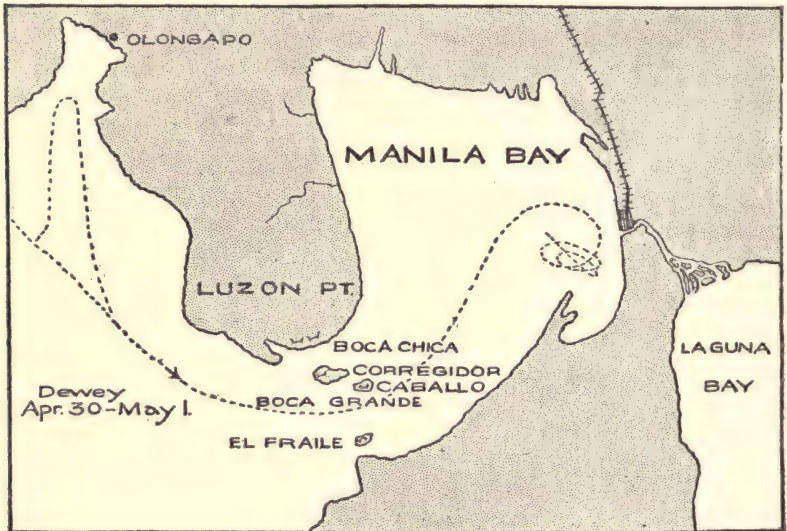 OLONGAPO
MANILA BAY
LUZON PT.
BOCA CHICA
CORRÉGIDOR
CABALLO
LAGUNA
BAY
Dewey
Apr. 30-May 1.
BOCA GRANDE
EL FRAILE